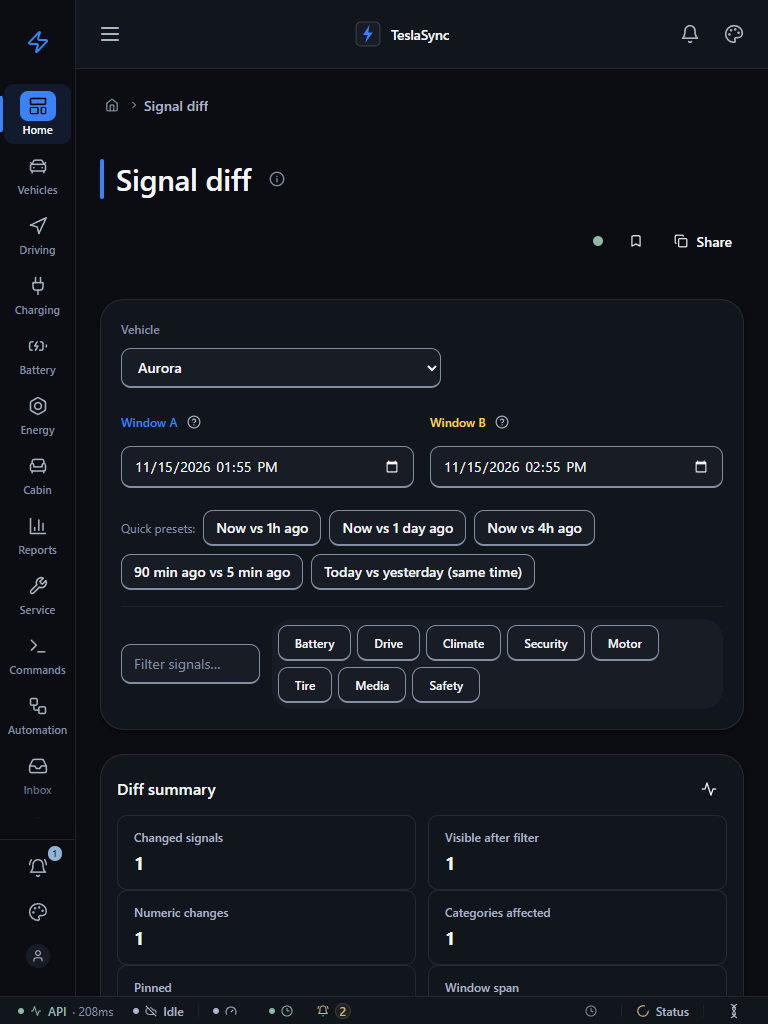 TeslaSync
Home
Vehicles
Driving
Charging
Battery
Energy
Cabin
Reports
Service
Commands
Automation
Inbox
1
Signal diff
Signal diff
Share
Vehicle
Aurora
Window A
Window B
11/15/2026 01:55 PM
11/15/2026 02:55 PM
Quick presets:
Now vs 1h ago
Now vs 1 day ago
Now vs 4h ago
90 min ago vs 5 min ago
Today vs yesterday (same time)
Filter signals...
Battery
Drive
Climate
Security
Motor
Tire
Media
Safety
Diff summary
Changed signals
1
Visible after filter
1
Numeric changes
1
Categories affected
1
Pinned
Window span
API · 208ms
Idle
2
Status